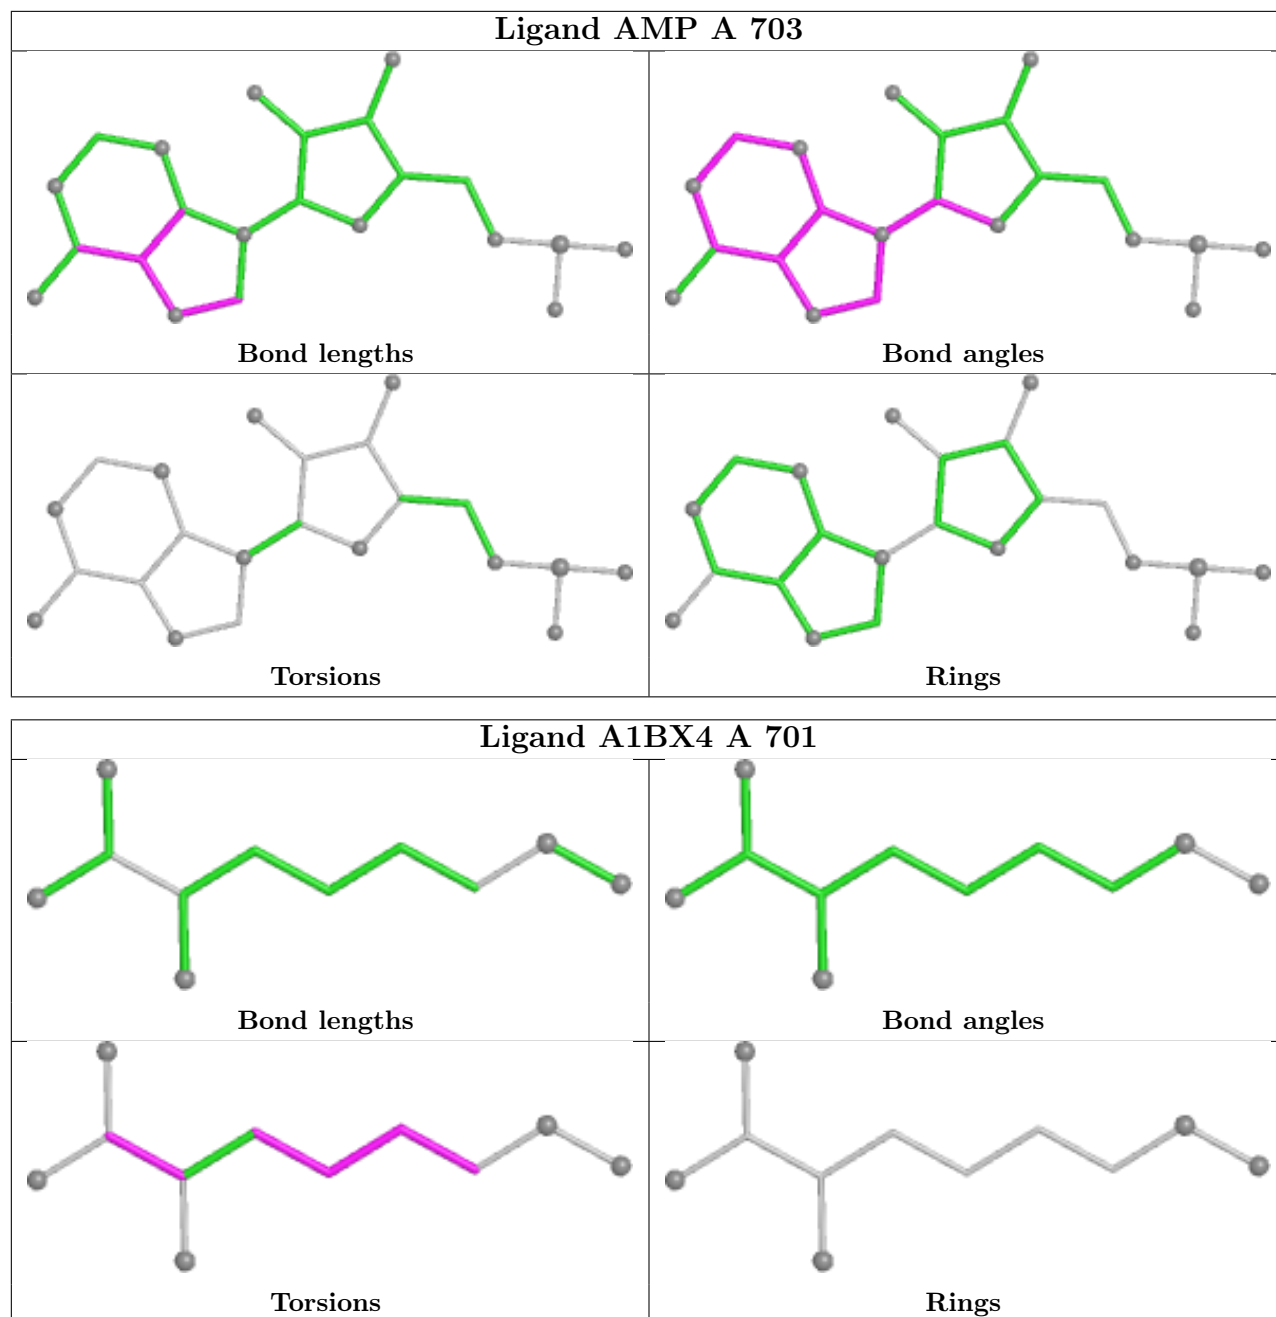 Ligand AMP A 703
Bond lengths
Bond angles
Torsions
Rings
Ligand A1BX4 A 701
Bond lengths
Bond angles
Torsions
Rings